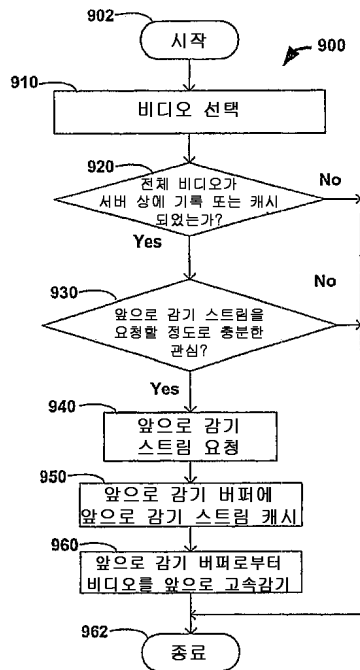 902
시작
900
910
비디오 선택
920
전체 비디오가
서버 상에 기록 또는 캐시
되었는가?
No
Yes
930
No
앞으로 감기 스트림을
요청할 정도로 충분한
관심?
Yes
940
앞으로 감기
스트림 요청
950
앞으로 감기 버퍼에
앞으로 감기 스트림 캐시
960
앞으로 감기 버퍼로부터
비디오를 앞으로 고속감기
962
종료